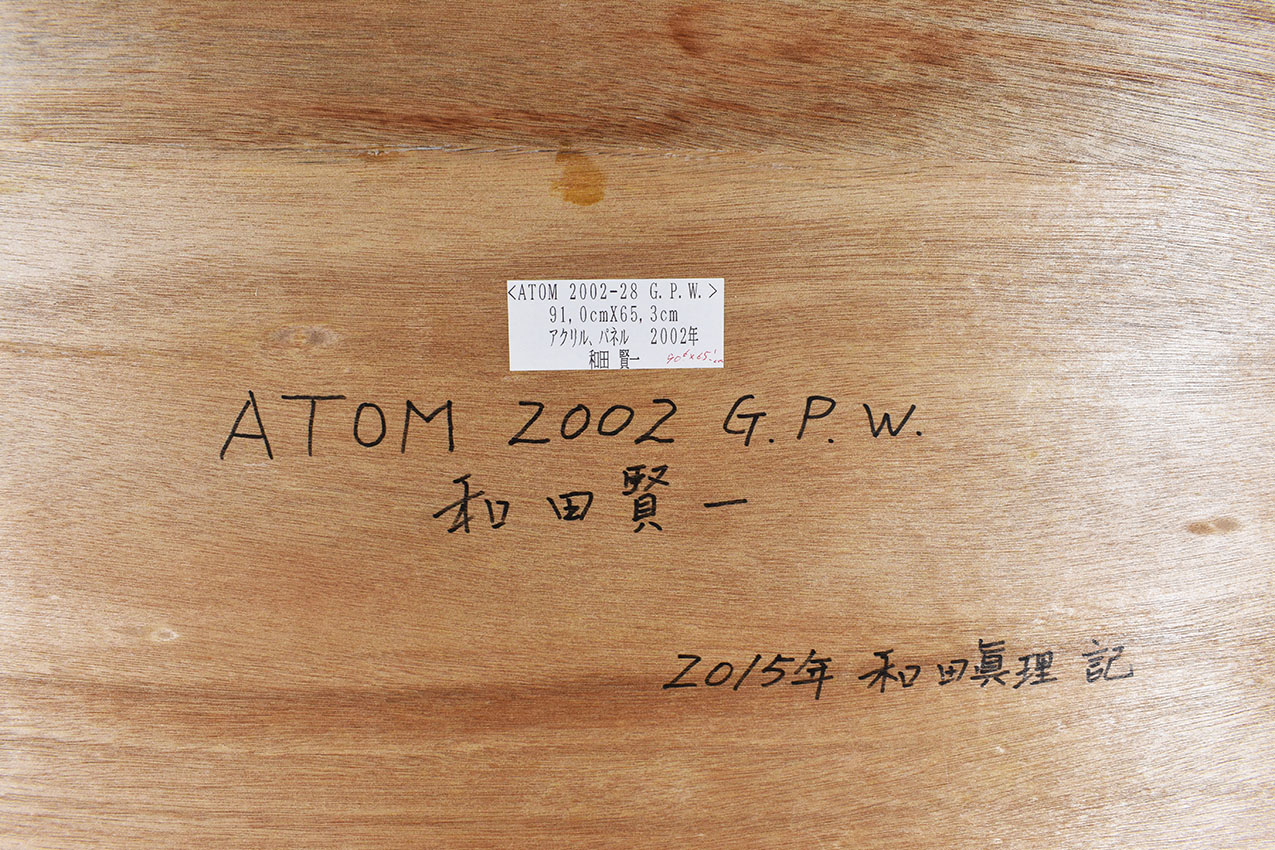 <ATOM 2002-28 G.P.W.>
91,0cmX65,3cm
アクリル、パネル 2002年
和田 賢一
ATOM 2002 G.P.W.
和田賢一
2015年 和田眞理 記